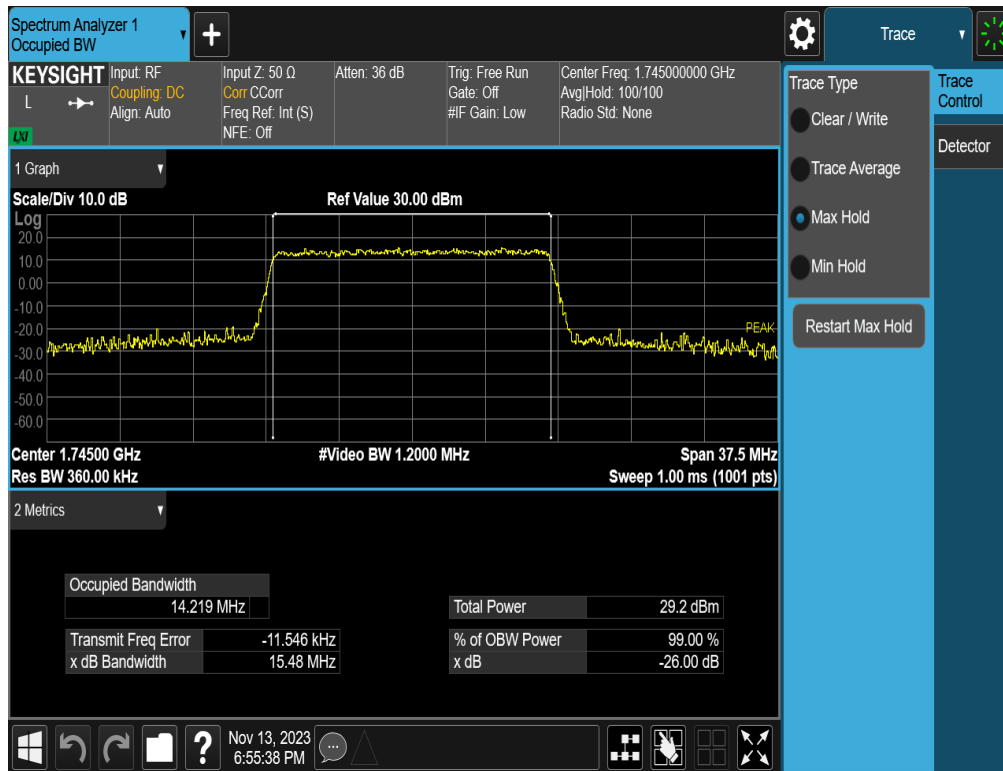 Spectrum Analyzer 1
Occupied BW
+
Trace
KEYSIGHT
L
LXI
Input: RF
Coupling: DC
Align: Auto
Input Z: 50 Ω
Corr CCorr
Freq Ref: Int (S)
NFE: Off
Atten: 36 dB
Trig: Free Run
Gate: Off
#IF Gain: Low
Center Freq: 1.745000000 GHz
Avg|Hold: 100/100
Radio Std: None
Trace Type
Clear / Write
Trace Average
Max Hold
Min Hold
Restart Max Hold
Trace
Control
Detector
1 Graph
Scale/Div 10.0 dB
Ref Value 30.00 dBm
Log
20.0
10.0
0.00
-10.0
-20.0
-30.0
-40.0
-50.0
-60.0
PEAK
Center 1.74500 GHz
#Video BW 1.2000 MHz
Span 37.5 MHz
Res BW 360.00 kHz
Sweep 1.00 ms (1001 pts)
2 Metrics
Occupied Bandwidth
14.219 MHz
Total Power 29.2 dBm
Transmit Freq Error -11.546 kHz
% of OBW Power 99.00 %
x dB Bandwidth 15.48 MHz
x dB -26.00 dB
?
Nov 13, 2023
6:55:38 PM